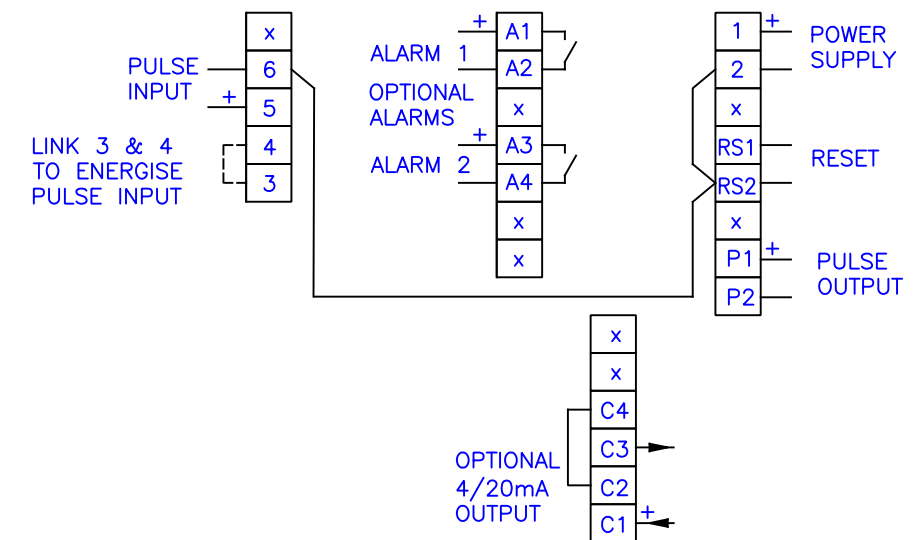 x
6
5
4
3
PULSE
INPUT
+
LINK 3 & 4
TO ENERGISE
PULSE INPUT
A1
A2
x
A3
A4
x
x
+
ALARM 1
OPTIONAL
ALARMS
+
ALARM 2
1
2
x
RS1
RS2
x
P1
P2
+
POWER
SUPPLY
RESET
+
PULSE
OUTPUT
x
x
C4
C3
C2
C1
+
OPTIONAL
4/20mA
OUTPUT